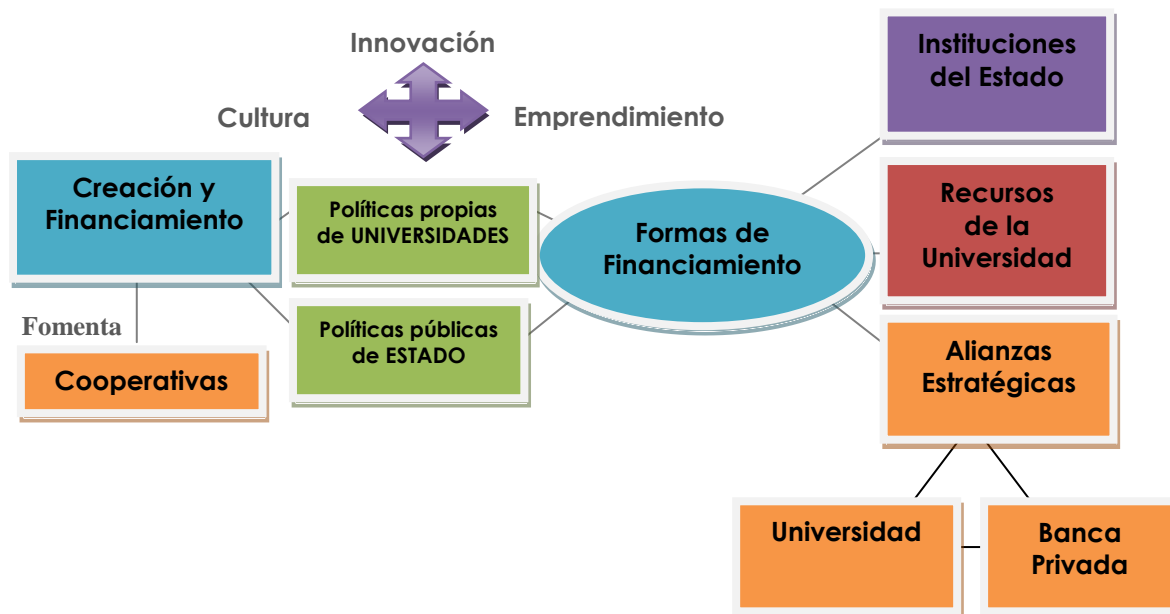 Innovación
Cultura
Emprendimiento
Creación y
Financiamiento
Fomenta
Cooperativas
Políticas propias
de UNIVERSIDADES
Políticas públicas
de ESTADO
Formas de
Financiamiento
Instituciones
del Estado
Recursos
de la
Universidad
Alianzas
Estratégicas
Universidad
Banca
Privada